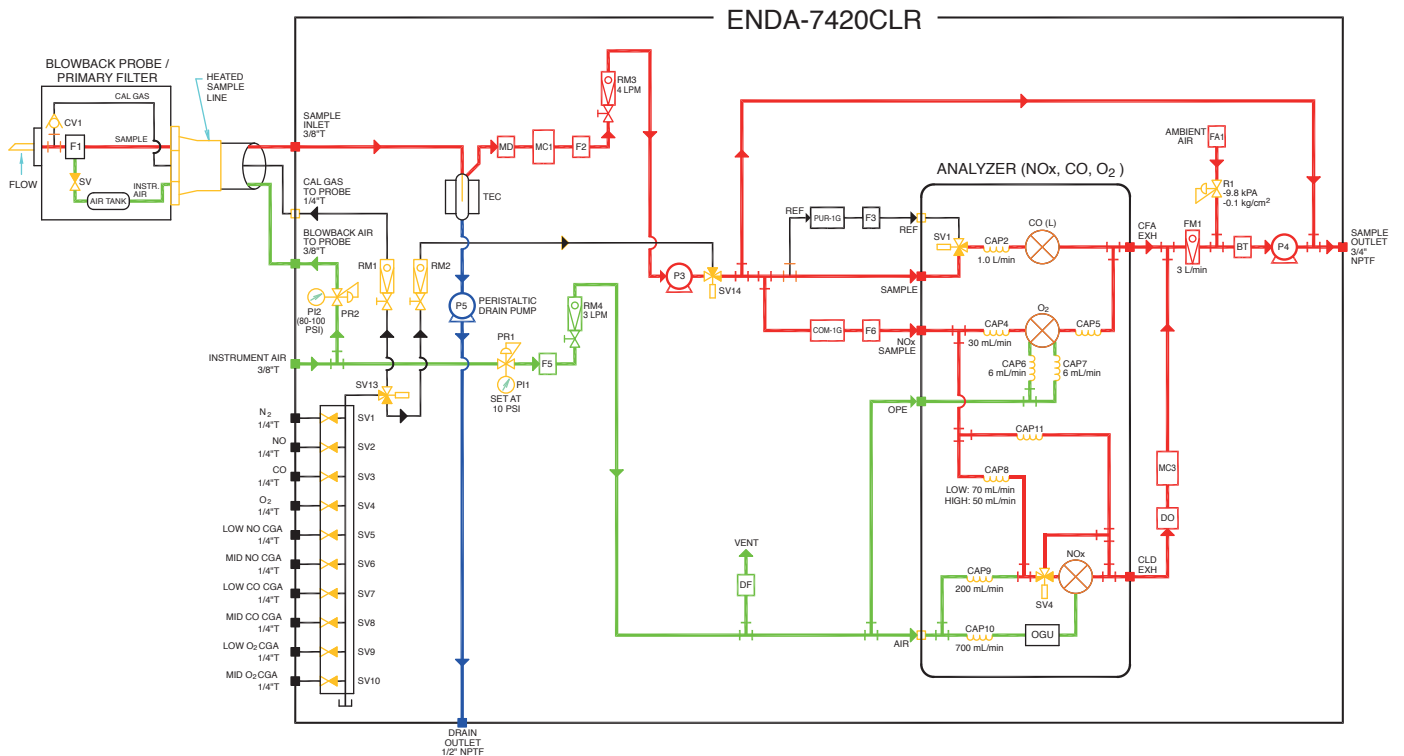 ENDA-7420CLR
BLOWBACK PROBE /
PRIMARY FILTER
HEATED
SAMPLE
LINE
CAL GAS
CV1
SAMPLE
F1
FLOW
SV
INSTR.
AIR
AIR TANK
SAMPLE
INLET
3/8"T
CAL GAS
TO PROBE
1/4"T
BLOWBACK AIR
TO PROBE
3/8"T
RM1
RM2
PI2
(80-100
PSI)
PR2
INSTRUMENT AIR
3/8"T
MD
MC1
F2
RM3
4 LPM
TEC
P5
PERISTALTIC
DRAIN PUMP
PR1
PI1
SET AT
10 PSI
F5
RM4
3 LPM
P3
SV14
SV13
N2
1/4"T
SV1
NO
1/4"T
SV2
CO
1/4"T
SV3
O2
1/4"T
SV4
LOW NO CGA
1/4"T
SV5
MID NO CGA
1/4"T
SV6
LOW CO CGA
1/4"T
SV7
MID CO CGA
1/4"T
SV8
LOW O2 CGA
1/4"T
SV9
MID O2 CGA
1/4"T
SV10
DRAIN
OUTLET
1/2" NPTF
REF
PUR-1G
F3
REF
SAMPLE
COM-1G
F6
NOx
SAMPLE
OPE
VENT
DF
AIR
ANALYZER (NOx, CO, O2 )
SV1
CAP2
1.0 L/min
CO (L)
CAP4
30 mL/min
O2
CAP5
CAP6
6 mL/min
CAP7
6 mL/min
CAP11
CAP8
LOW: 70 mL/min
HIGH: 50 mL/min
CAP9
200 mL/min
SV4
NOx
CAP10
700 mL/min
OGU
CFA
EXH
CLD
EXH
MC3
DO
AMBIENT
AIR
FA1
R1
-9.8 kPA
-0.1 kg/cm2
FM1
3 L/min
BT
P4
SAMPLE
OUTLET
3/4"
NPTF